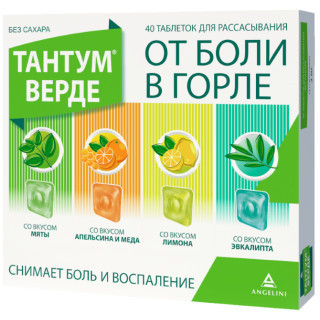 БЕЗ САХАРА
40 ТАБЛЕТОК ДЛЯ РАССАСЫВАНИЯ
ТАНТУМ®
ВЕРДЕ
ОТ БОЛИ
В ГОРЛЕ
СО ВКУСОМ
МЯТЫ
СО ВКУСОМ
АПЕЛЬСИНА И МЕДА
СО ВКУСОМ
ЛИМОНА
СО ВКУСОМ
ЭВКАЛИПТА
СНИМАЕТ БОЛЬ И ВОСПАЛЕНИЕ
ANGELINI